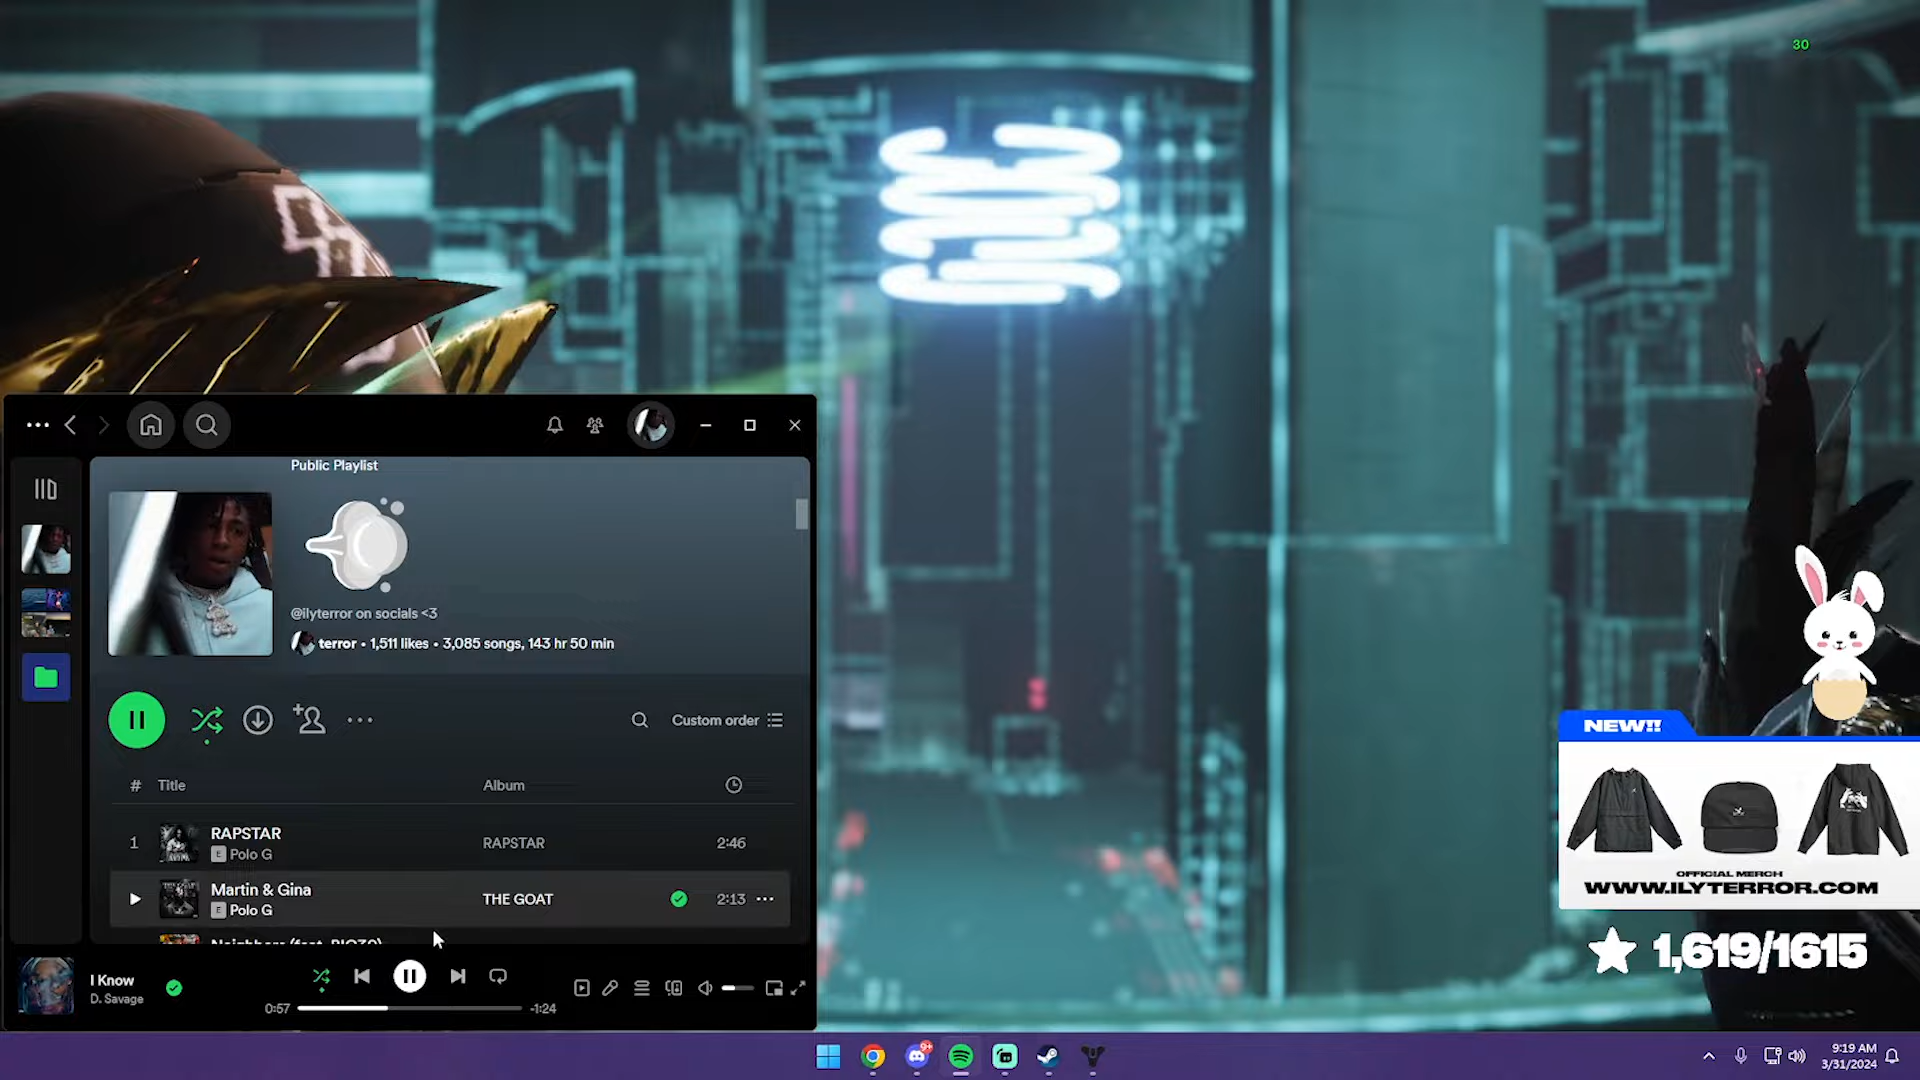 30
Public Playlist
@ilyterror on socials <3
terror • 1,511 likes • 3,085 songs, 143 hr 50 min
Custom order
# Title Album
1 RAPSTAR RAPSTAR 2:46
E Polo G
Martin & Gina THE GOAT 2:13
E Polo G
I Know
D. Savage
0:57 -1:24
NEW!!
OFFICIAL MERCH
WWW.ILYTERROR.COM
1,619/1615
9+
9:19 AM
3/31/2024